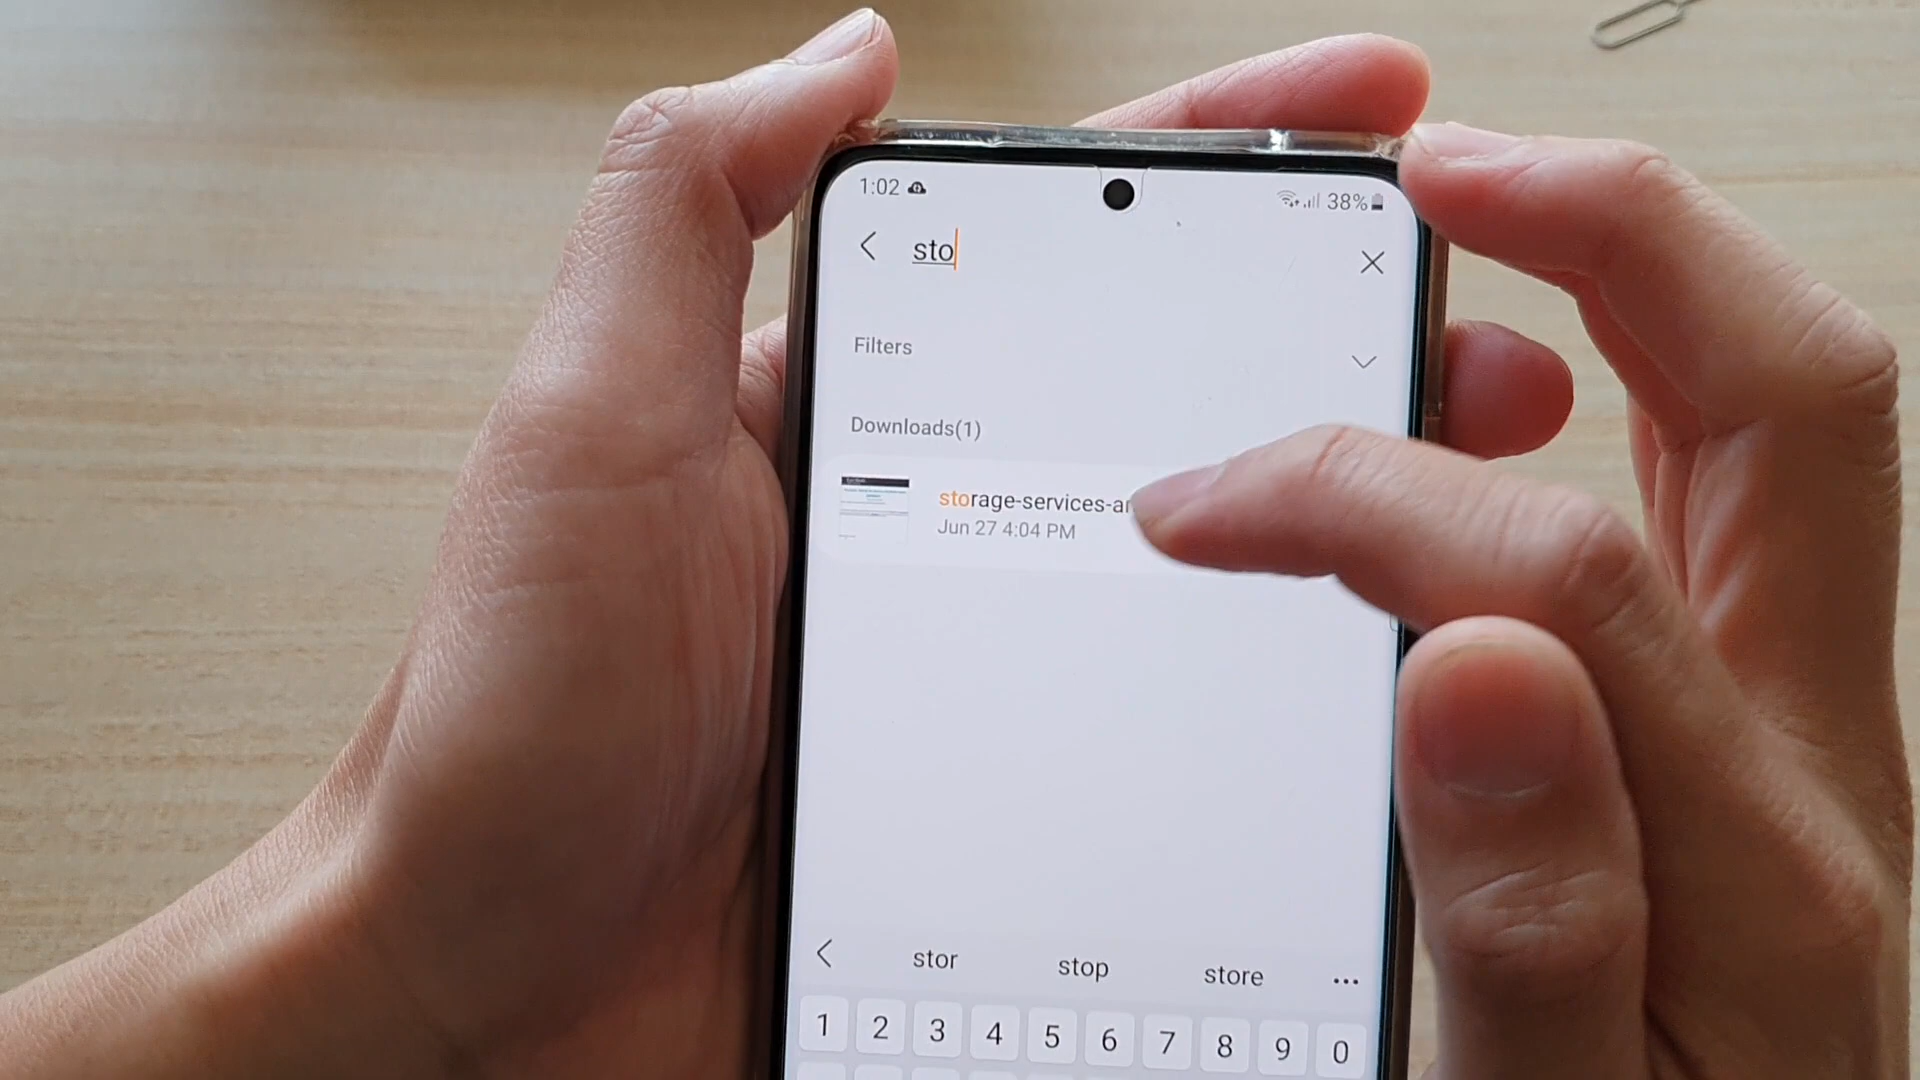 1:02
38%
sto
Filters
Downloads(1)
storage-services-ar
Jun 27 4:04 PM
stor stop store ...
1 2 3 4 5 6 7 8 9 0